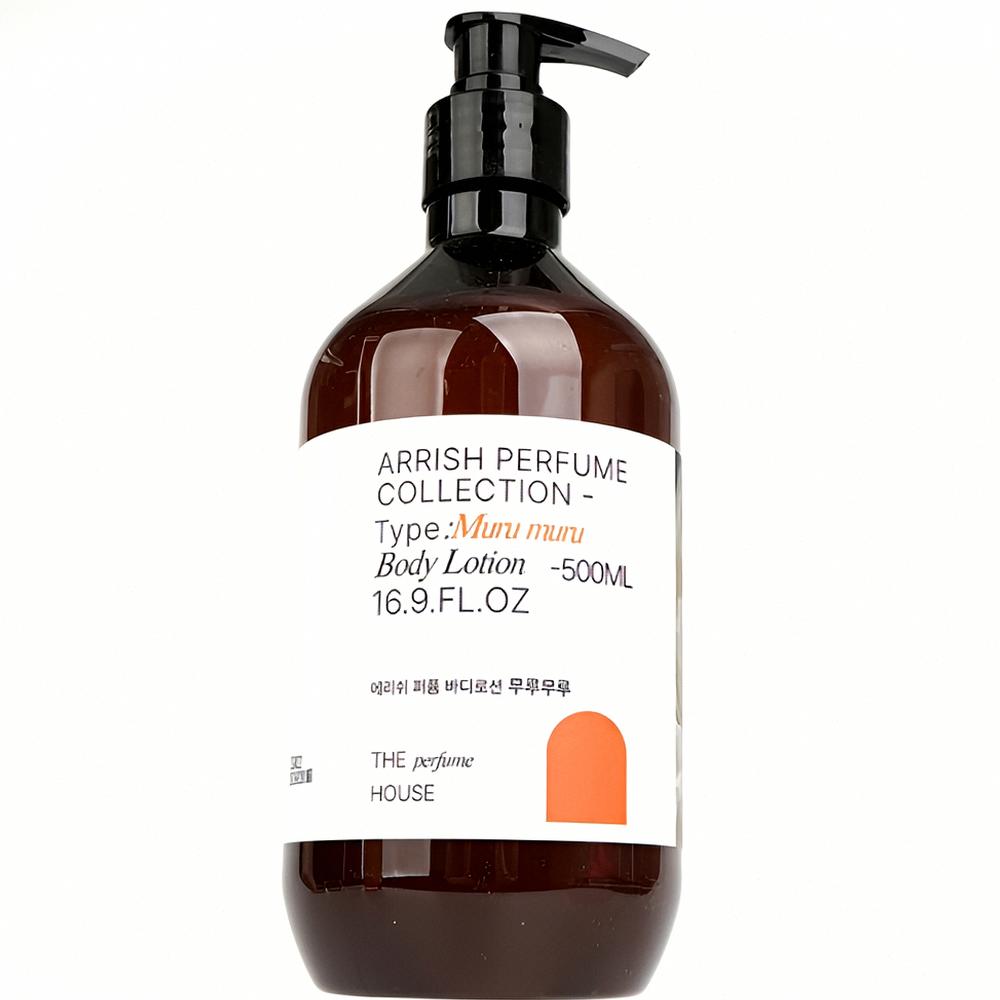 ARRISH PERFUME
COLLECTION -
Type:Muru muru
Body Lotion -500ML
16.9.FL.OZ
에리쉬 퍼퓸 바디로션 무루무루
THE perfume
HOUSE